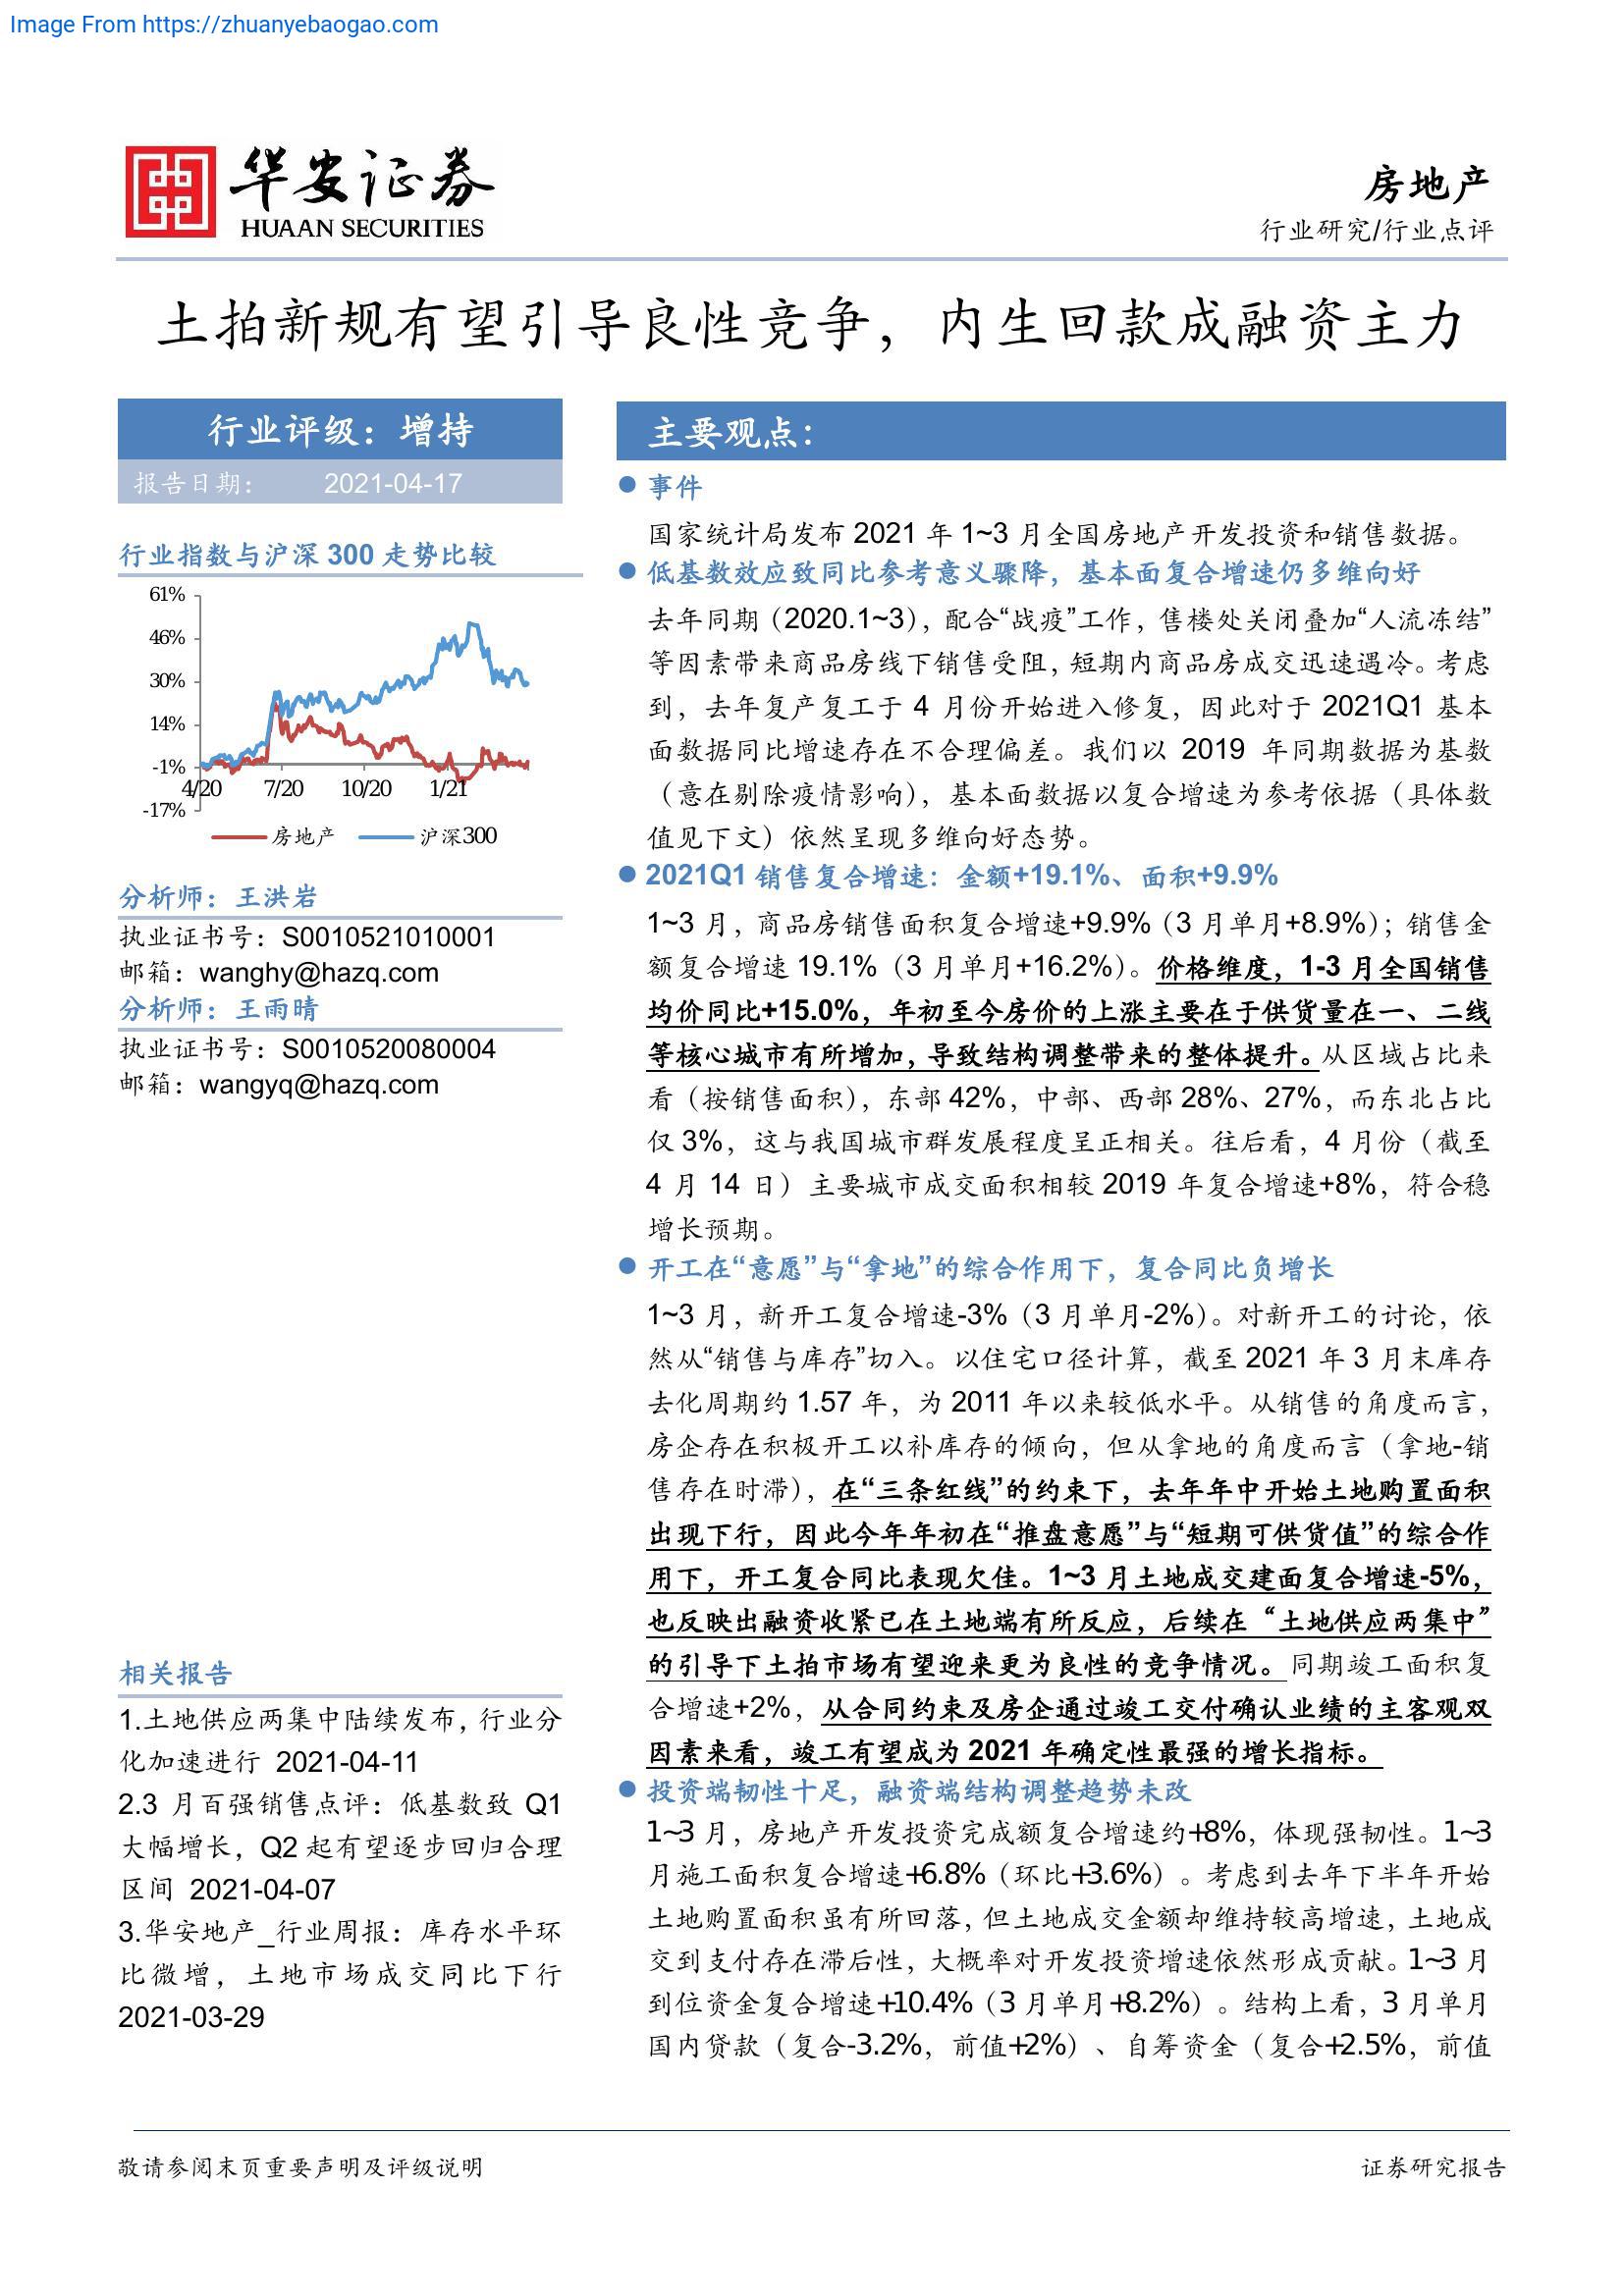 Image From https://zhuanyebaogao.com
华安证券
HUAAN SECURITIES
房地产
行业研究/行业点评
土拍新规有望引导良性竞争，内生回款成融资主力
行业评级：增持
报告日期： 2021-04-17
行业指数与沪深 300 走势比较
61%
46%
30%
14%
-1%
4/20 7/20 10/20 1/21
-17%
房地产 沪深300
分析师：王洪岩
执业证书号：S0010521010001
邮箱：wanghy@hazq.com
分析师：王雨晴
执业证书号：S0010520080004
邮箱：wangyq@hazq.com
相关报告
1.土地供应两集中陆续发布，行业分
化加速进行 2021-04-11
2.3 月百强销售点评：低基数致 Q1
大幅增长，Q2 起有望逐步回归合理
区间 2021-04-07
3.华安地产_行业周报：库存水平环
比微增，土地市场成交同比下行
2021-03-29
主要观点：
● 事件
国家统计局发布 2021 年 1~3 月全国房地产开发投资和销售数据。
● 低基数效应致同比参考意义骤降，基本面复合增速仍多维向好
去年同期（2020.1~3），配合“战疫”工作，售楼处关闭叠加“人流冻结”
等因素带来商品房线下销售受阻，短期内商品房成交迅速遇冷。考虑
到，去年复产复工于 4 月份开始进入修复，因此对于 2021Q1 基本
面数据同比增速存在不合理偏差。我们以 2019 年同期数据为基数
（意在剔除疫情影响），基本面数据以复合增速为参考依据（具体数
值见下文）依然呈现多维向好态势。
● 2021Q1 销售复合增速：金额+19.1%、面积+9.9%
1~3 月，商品房销售面积复合增速+9.9%（3 月单月+8.9%）；销售金
额复合增速 19.1%（3 月单月+16.2%）。价格维度，1-3 月全国销售
均价同比+15.0%，年初至今房价的上涨主要在于供货量在一、二线
等核心城市有所增加，导致结构调整带来的整体提升。从区域占比来
看（按销售面积），东部 42%，中部、西部 28%、27%，而东北占比
仅 3%，这与我国城市群发展程度呈正相关。往后看，4 月份（截至
4 月 14 日）主要城市成交面积相较 2019 年复合增速+8%，符合稳
增长预期。
● 开工在“意愿”与“拿地”的综合作用下，复合同比负增长
1~3 月，新开工复合增速-3%（3 月单月-2%）。对新开工的讨论，依
然从“销售与库存”切入。以住宅口径计算，截至 2021 年 3 月末库存
去化周期约 1.57 年，为 2011 年以来较低水平。从销售的角度而言，
房企存在积极开工以补库存的倾向，但从拿地的角度而言（拿地-销
售存在时滞），在“三条红线”的约束下，去年年中开始土地购置面积
出现下行，因此今年年初在“推盘意愿”与“短期可供货值”的综合作
用下，开工复合同比表现欠佳。1~3 月土地成交建面复合增速-5%，
也反映出融资收紧已在土地端有所反应，后续在“土地供应两集中”
的引导下土拍市场有望迎来更为良性的竞争情况。同期竣工面积复
合增速+2%，从合同约束及房企通过竣工交付确认业绩的主客观双
因素来看，竣工有望成为 2021 年确定性最强的增长指标。
● 投资端韧性十足，融资端结构调整趋势未改
1~3 月，房地产开发投资完成额复合增速约+8%，体现强韧性。1~3
月施工面积复合增速+6.8%（环比+3.6%）。考虑到去年下半年开始
土地购置面积虽有所回落，但土地成交金额却维持较高增速，土地成
交到支付存在滞后性，大概率对开发投资增速依然形成贡献。1~3 月
到位资金复合增速+10.4%（3 月单月+8.2%）。结构上看，3 月单月
国内贷款（复合-3.2%，前值+2%）、自筹资金（复合+2.5%，前值
敬请参阅末页重要声明及评级说明
证券研究报告